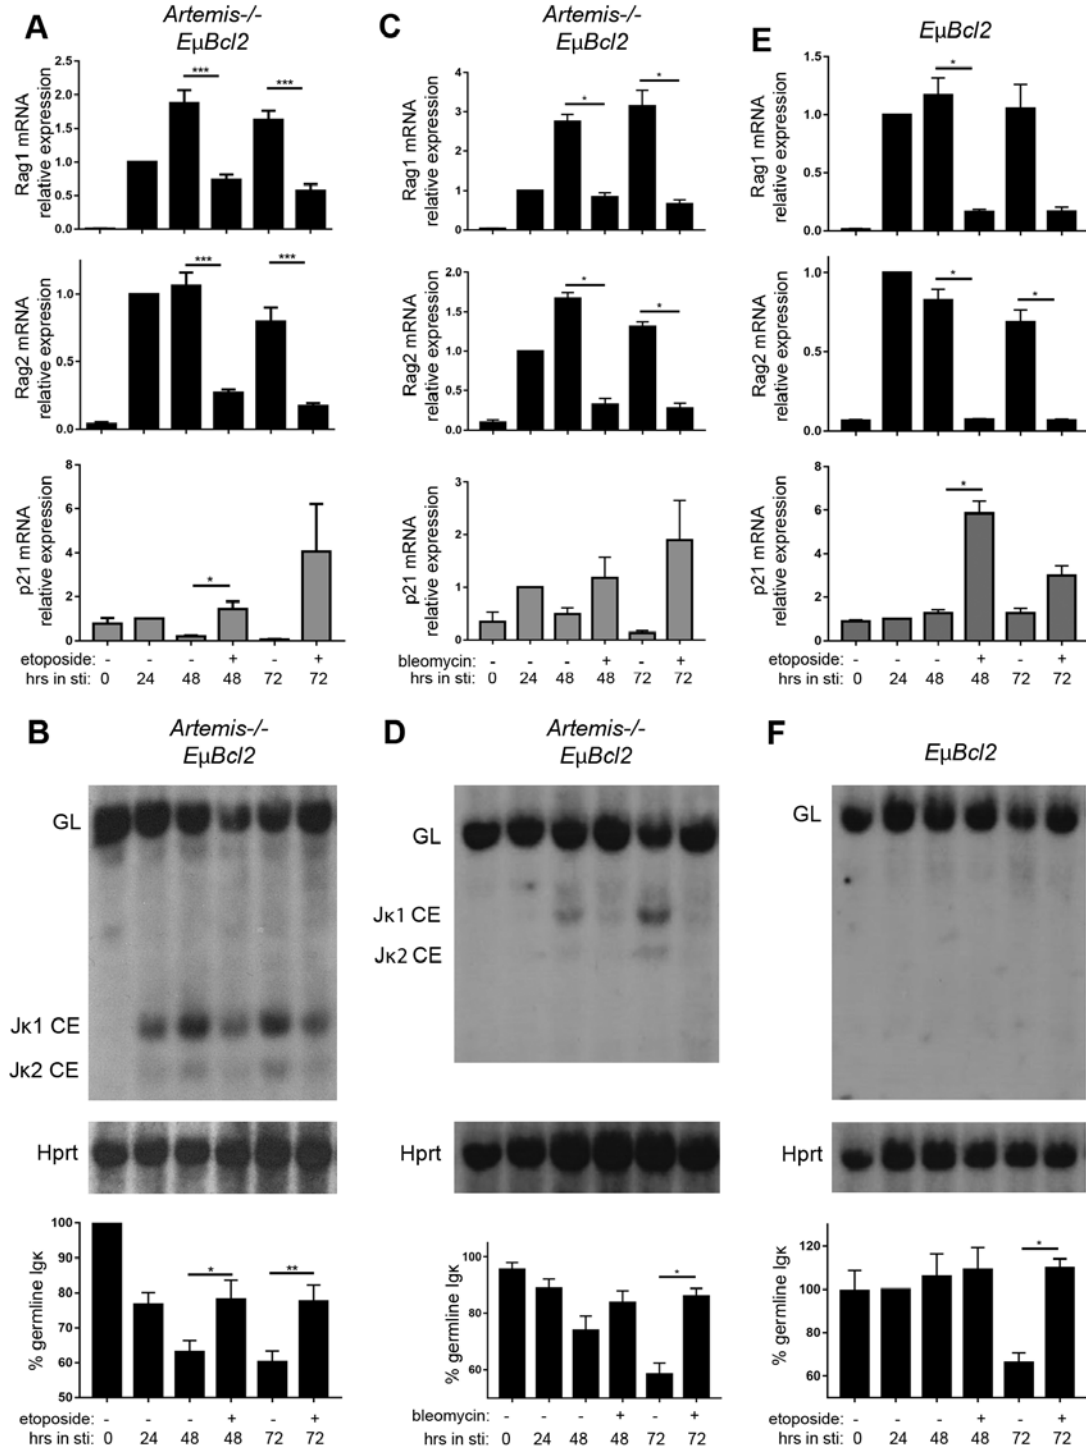 A
Artemis-/-
EμBcl2
Rag1 mRNA
relative expression
2.5
2.0
1.5
1.0
0.5
0.0
***
***
Rag2 mRNA
relative expression
1.0
0.5
0.0
***
***
p21 mRNA
relative expression
8
6
4
2
0
*
etoposide: - - - + - +
hrs in sti: 0 24 48 48 72 72
C
Artemis-/-
EμBcl2
Rag1 mRNA
relative expression
4
3
2
1
0
*
*
Rag2 mRNA
relative expression
2.0
1.5
1.0
0.5
0.0
*
*
p21 mRNA
relative expression
3
2
1
0
bleomycin: - - - + - +
hrs in sti: 0 24 48 48 72 72
E
EμBcl2
Rag1 mRNA
relative expression
1.5
1.0
0.5
0.0
*
Rag2 mRNA
relative expression
1.0
0.5
0.0
*
*
p21 mRNA
relative expression
8
6
4
2
0
*
etoposide: - - - + - +
hrs in sti: 0 24 48 48 72 72
B
Artemis-/-
EμBcl2
GL
Jκ1 CE
Jκ2 CE
Hprt
% germline Igκ
100
90
80
70
60
50
*
**
etoposide: - - - + - +
hrs in sti: 0 24 48 48 72 72
D
Artemis-/-
EμBcl2
GL
Jκ1 CE
Jκ2 CE
Hprt
% germline Igκ
100
80
60
*
bleomycin: - - - + - +
hrs in sti: 0 24 48 48 72 72
F
EμBcl2
GL
Hprt
% germline Igκ
120
100
80
60
*
etoposide: - - - + - +
hrs in sti: 0 24 48 48 72 72